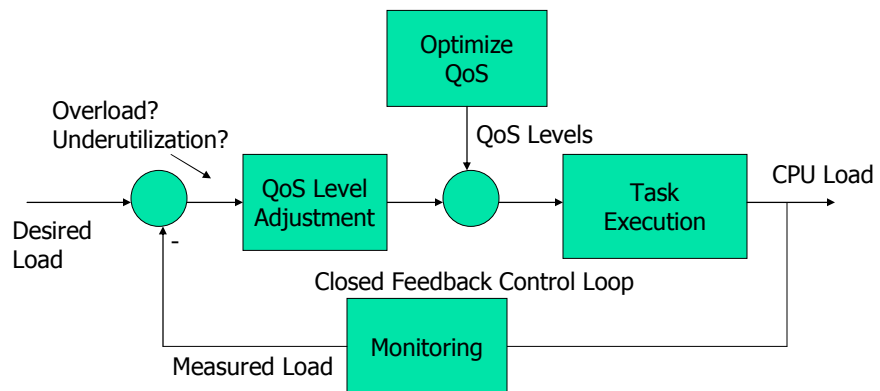 Optimize
QoS
Overload?
Underutilization?
QoS Levels
QoS Level
Adjustment
Task
Execution
CPU Load
Desired
Load
-
Closed Feedback Control Loop
Measured Load
Monitoring